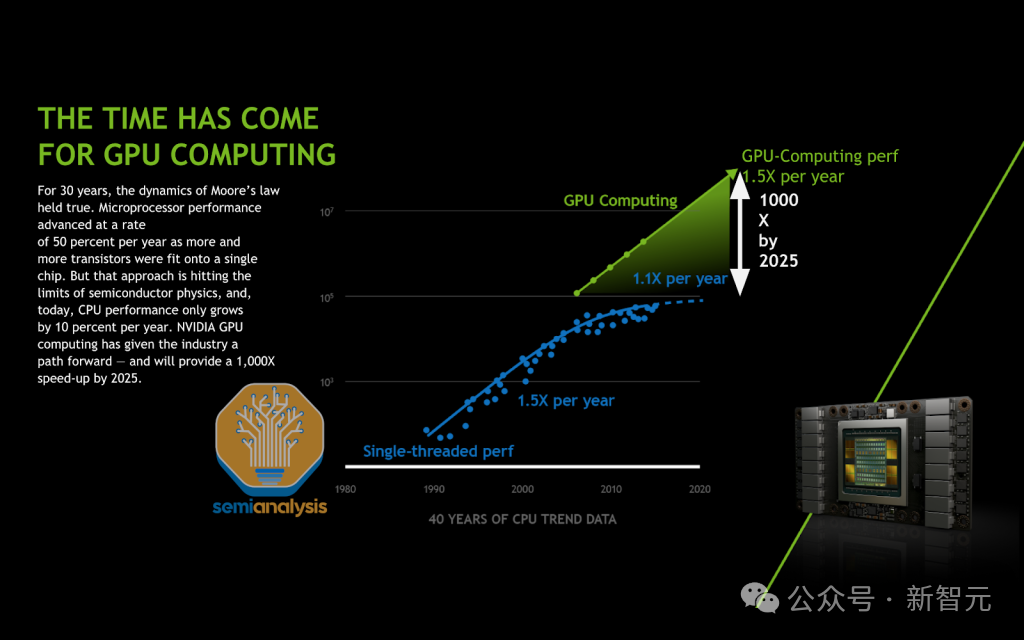 THE TIME HAS COME
FOR GPU COMPUTING
For 30 years, the dynamics of Moore's law
held true. Microprocessor performance
advanced at a rate
of 50 percent per year as more and
more transistors were fit onto a single
chip. But that approach is hitting the
limits of semiconductor physics, and,
today, CPU performance only grows
by 10 percent per year. NVIDIA GPU
computing has given the industry a
path forward — and will provide a 1,000X
speed-up by 2025.
semianalysis
GPU-Computing perf
1.5X per year
GPU Computing
1000
X
by
2025
1.1X per year
1.5X per year
Single-threaded perf
10⁷
10⁵
10³
1980 1990 2000 2010 2020
40 YEARS OF CPU TREND DATA
公众号 · 新智元